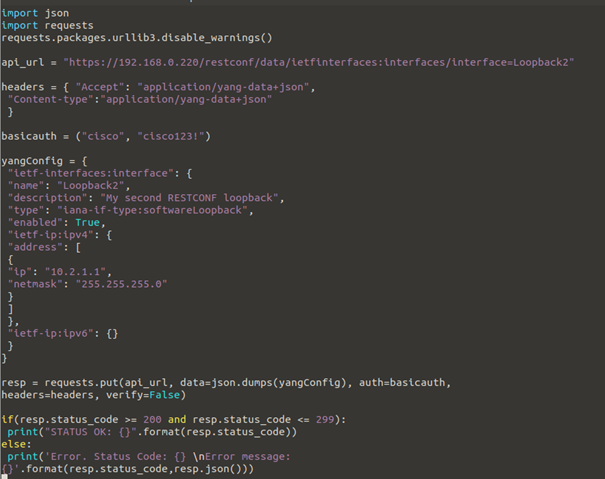 import json
import requests
requests.packages.urllib3.disable_warnings()
api_url = "https://192.168.0.220/restconf/data/ietfinterfaces:interfaces/interface=Loopback2"
headers = { "Accept": "application/yang-data+json",
"Content-type":"application/yang-data+json"
}
basicauth = ("cisco", "cisco123!")
yangConfig = {
"ietf-interfaces:interface": {
"name": "Loopback2",
"description": "My second RESTCONF loopback",
"type": "iana-if-type:softwareLoopback",
"enabled": True,
"ietf-ip:ipv4": {
"address": [
{
"ip": "10.2.1.1",
"netmask": "255.255.255.0"
}
]
},
"ietf-ip:ipv6": {}
}
}
resp = requests.put(api_url, data=json.dumps(yangConfig), auth=basicauth,
headers=headers, verify=False)
if(resp.status_code >= 200 and resp.status_code <= 299):
print("STATUS OK: {}".format(resp.status_code))
else:
print('Error. Status Code: {} \nError message:
{}'.format(resp.status_code,resp.json()))